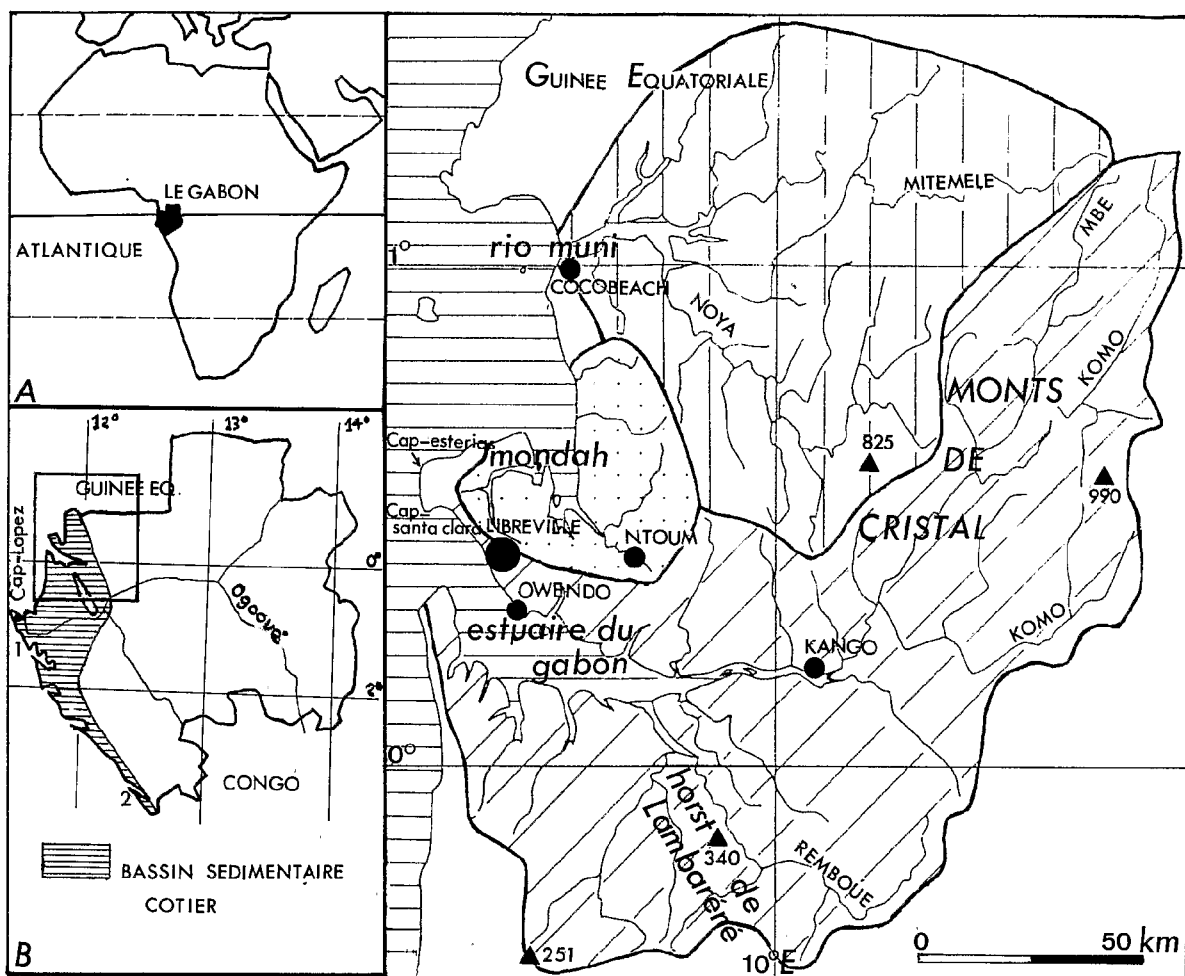 LE GABON
ATLANTIQUE
A
12°
13°
14°
GUINEE EQ.
Cap-Lopez
0°
Ogooué
1
2°
CONGO
2
BASSIN SEDIMENTAIRE
COTIER
B
GUINEE EQUATORIALE
MITEMELE
MBE
rio muni
1°
COCOBEACH
NOYA
KOMO
MONTS
825
Cap-esterias
mondah
DE
990
Cap-
santa clara
LIBREVILLE
NTOUM
CRISTAL
OWENDO
KOMO
estuaire du
gabon
KANGO
0°
horst de
Lambaréné
340
REMBOUE
251
10° E
0 50 km